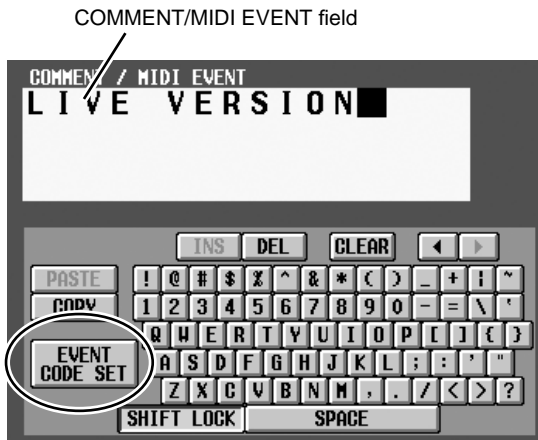 COMMENT/MIDI EVENT field
COMMENT / MIDI EVENT
LIVE VERSION
INS DEL CLEAR
PASTE ! @ # $ % ^ & * ( ) _ + ¦ ~
COPY 1 2 3 4 5 6 7 8 9 0 - = \ `
Q W E R T Y U I O P [ ] { }
EVENT CODE SET
A S D F G H J K L ; : ' "
Z X C V B N M , . / < > ?
SHIFT LOCK SPACE